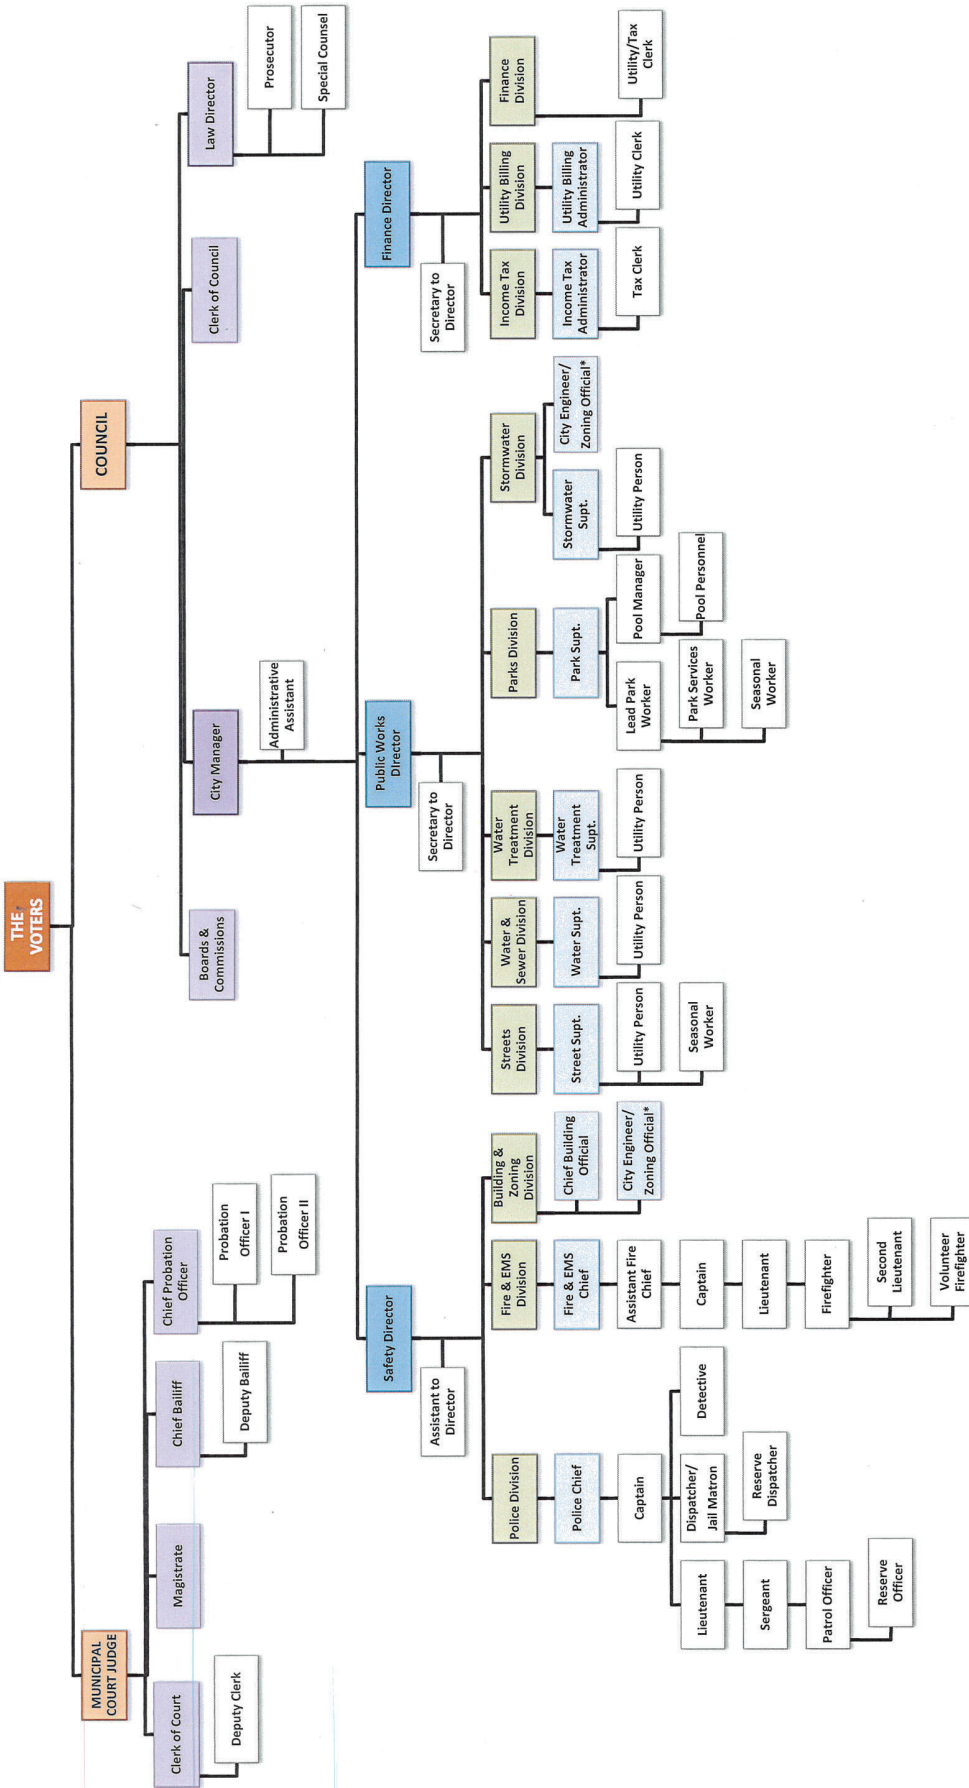 THE
VOTERS
MUNICIPAL
COURT JUDGE
COUNCIL
Clerk of Court
Magistrate
Chief Bailiff
Chief Probation
Officer
Boards &
Commissions
City Manager
Clerk of Council
Law Director
Deputy Clerk
Deputy Bailiff
Probation
Officer I
Probation
Officer II
Administrative
Assistant
Prosecutor
Special Counsel
Safety Director
Public Works
DIrector
Finance Director
Assistant to
Director
Secretary to
Director
Secretary to
Director
Police Division
Fire & EMS
Division
Building &
Zoning
Division
Streets
Division
Water &
Sewer Division
Water
Treatment
Division
Parks Division
Stormwater
Division
Income Tax
Division
Utility Billing
Division
Finance
Division
Police Chief
Fire & EMS
Chief
Chief Building
Official
Street Supt.
Water Supt.
Water
Treatment
Supt.
Park Supt.
Stormwater
Supt.
City Engineer/
Zoning Official*
Income Tax
Administrator
Utility Billing
Administrator
Captain
Assistant Fire
Chief
City Engineer/
Zoning Official*
Utility Person
Utility Person
Utility Person
Lead Park
Worker
Pool Manager
Utility Person
Tax Clerk
Utility Clerk
Utility/Tax
Clerk
Lieutenant
Dispatcher/
Jail Matron
Detective
Captain
Seasonal
Worker
Park Services
Worker
Pool Personnel
Sergeant
Reserve
Dispatcher
Lieutenant
Seasonal
Worker
Patrol Officer
Firefighter
Reserve
Officer
Second
Lieutenant
Volunteer
Firefighter